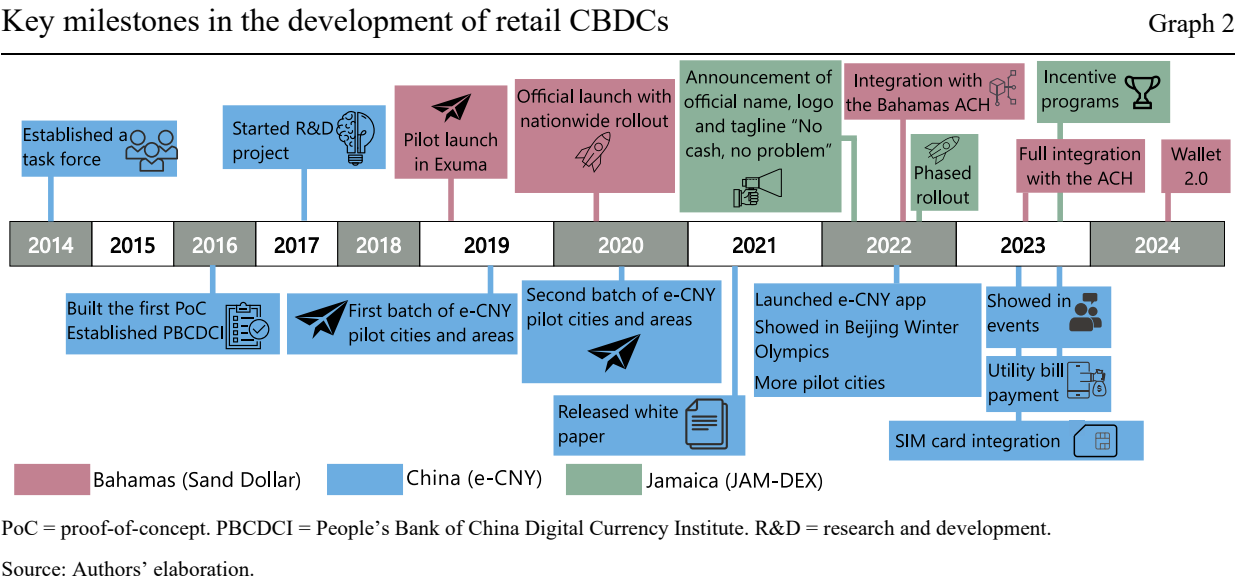 Key milestones in the development of retail CBDCs
Graph 2
Established a
task force
Started R&D
project
Pilot launch
in Exuma
Official launch with
nationwide rollout
Announcement of
official name, logo
and tagline “No
cash, no problem”
Integration with
the Bahamas ACH
Phased
rollout
Incentive
programs
Full integration
with the ACH
Wallet
2.0
2014 2015 2016 2017 2018 2019 2020 2021 2022 2023 2024
Built the first PoC
Established PBCDCI
First batch of e-CNY
pilot cities and areas
Second batch of e-CNY
pilot cities and areas
Released white
paper
Launched e-CNY app
Showed in Beijing Winter
Olympics
More pilot cities
Showed in
events
Utility bill
payment
SIM card integration
Bahamas (Sand Dollar)
China (e-CNY)
Jamaica (JAM-DEX)
PoC = proof-of-concept. PBCDCI = People’s Bank of China Digital Currency Institute. R&D = research and development.
Source: Authors’ elaboration.